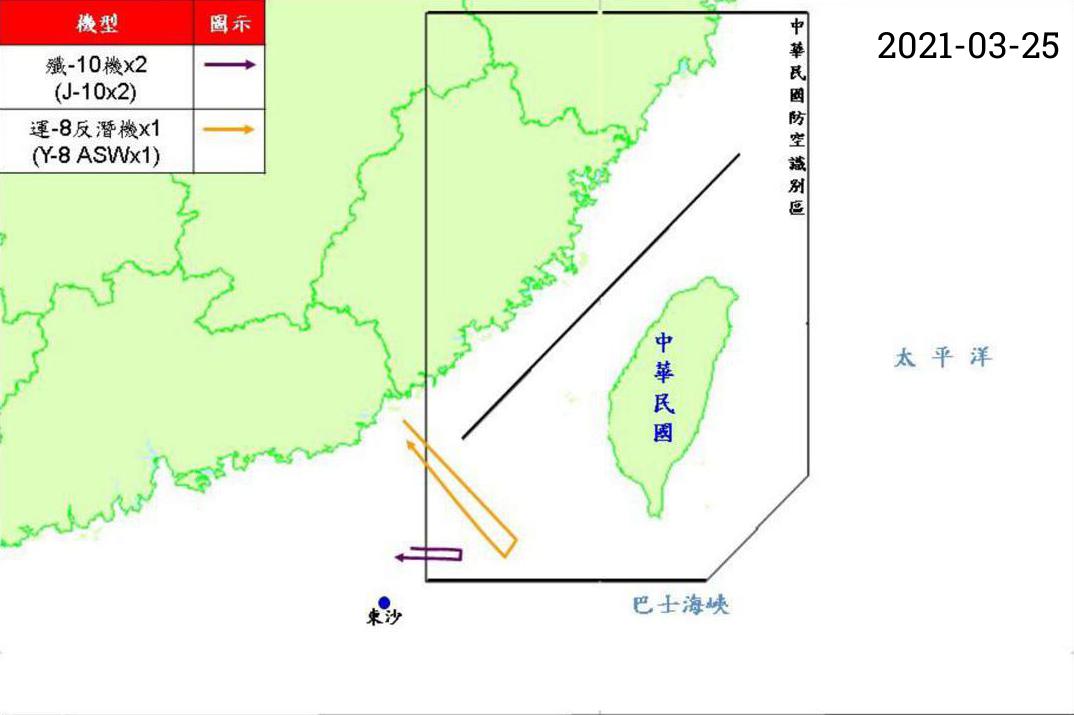 機型 圖示
殲-10機x2
(J-10x2)
運-8反潛機x1
(Y-8 ASWx1)
2021-03-25
中華民國防空識別區
中華民國
太平洋
巴士海峽
東沙